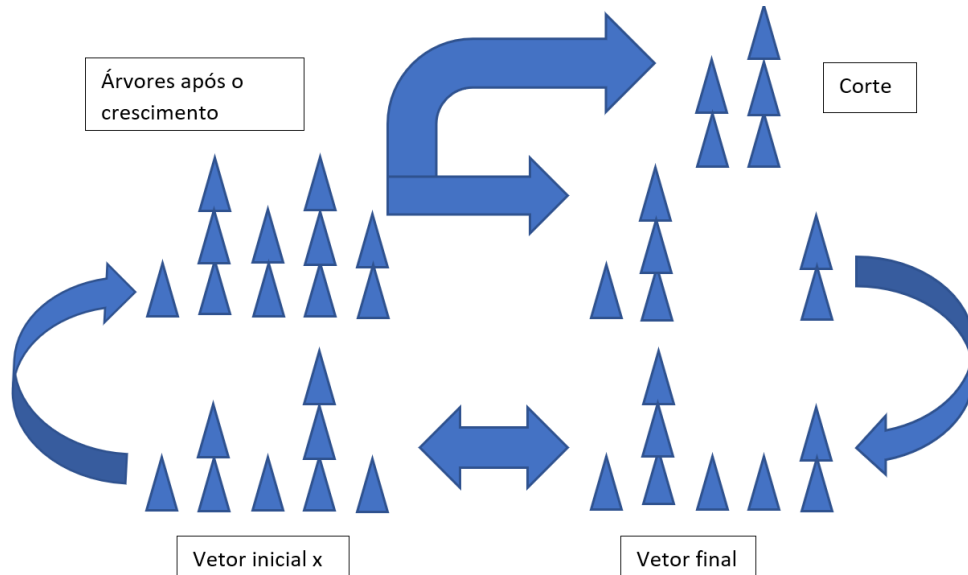 Árvores após o
crescimento
Corte
Vetor inicial x
Vetor final